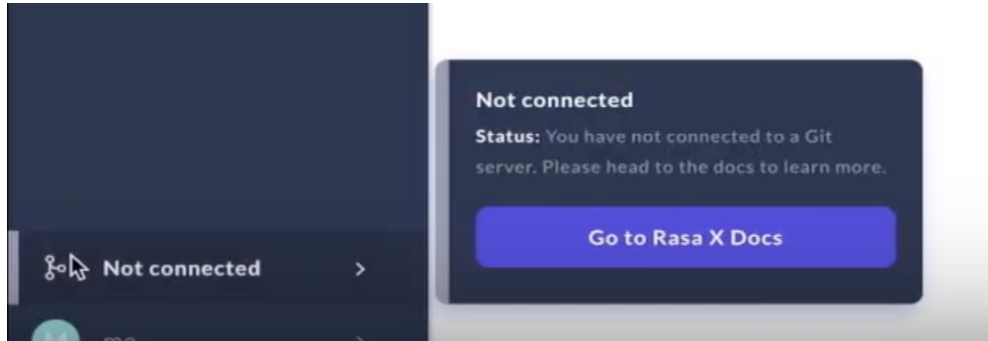 Not connected
Status: You have not connected to a Git
server. Please head to the docs to learn more.
Go to Rasa X Docs
Not connected
me